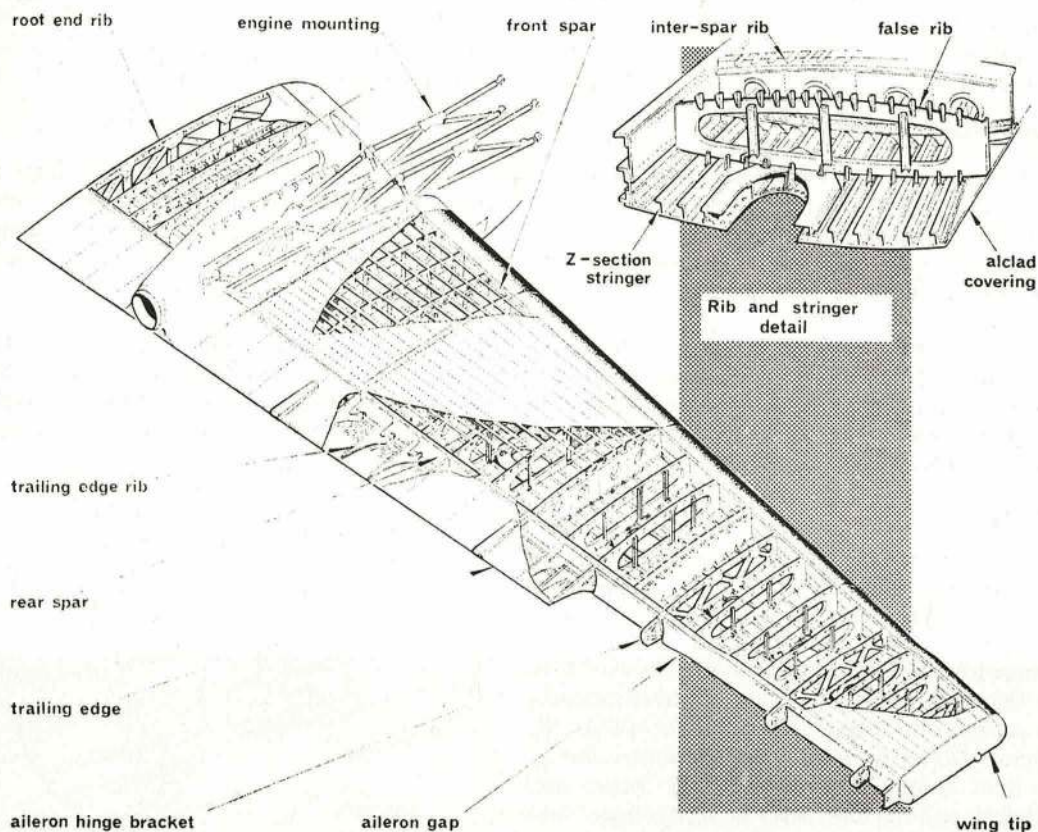 root end rib
engine mounting
front spar
inter-spar rib
false rib
Z-section
stringer
alclad
covering
Rib and stringer
detail
trailing edge rib
rear spar
trailing edge
aileron hinge bracket
aileron gap
wing tip